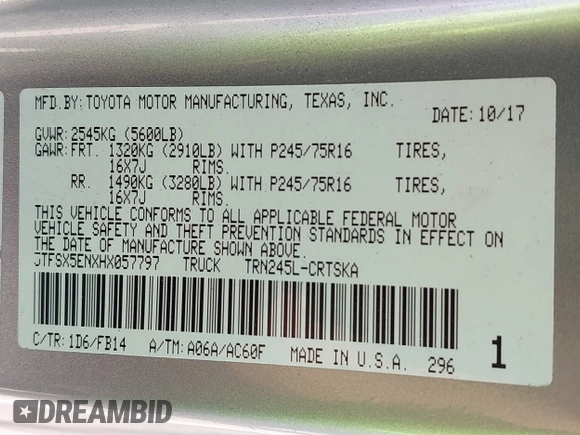 MFD.BY:TOYOTA MOTOR MANUFACTURING, TEXAS, INC.
DATE:10/17
GVWR:2545KG (5600LB)
GAWR:FRT. 1320KG (2910LB) WITH P245/75R16 TIRES,
16X7J RIMS.
RR. 1490KG (3280LB) WITH P245/75R16 TIRES,
16X7J RIMS.
THIS VEHICLE CONFORMS TO ALL APPLICABLE FEDERAL MOTOR
VEHICLE SAFETY AND THEFT PREVENTION STANDARDS IN EFFECT ON
THE DATE OF MANUFACTURE SHOWN ABOVE.
JTFSX5ENXHX057797 TRUCK TRN245L-CRTSKA
C/TR:1D6/FB14 A/TM:A06A/AC60F MADE IN U.S.A. 296 1
DREAMBID